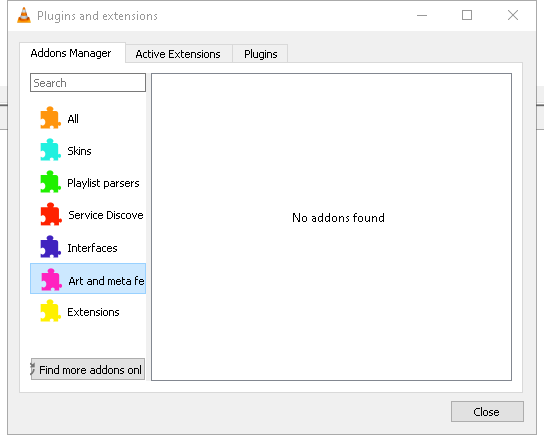 Plugins and extensions
Addons Manager
Active Extensions
Plugins
Search
All
Skins
Playlist parsers
Service Discove
Interfaces
Art and meta fe
Extensions
No addons found
Find more addons onl
Close